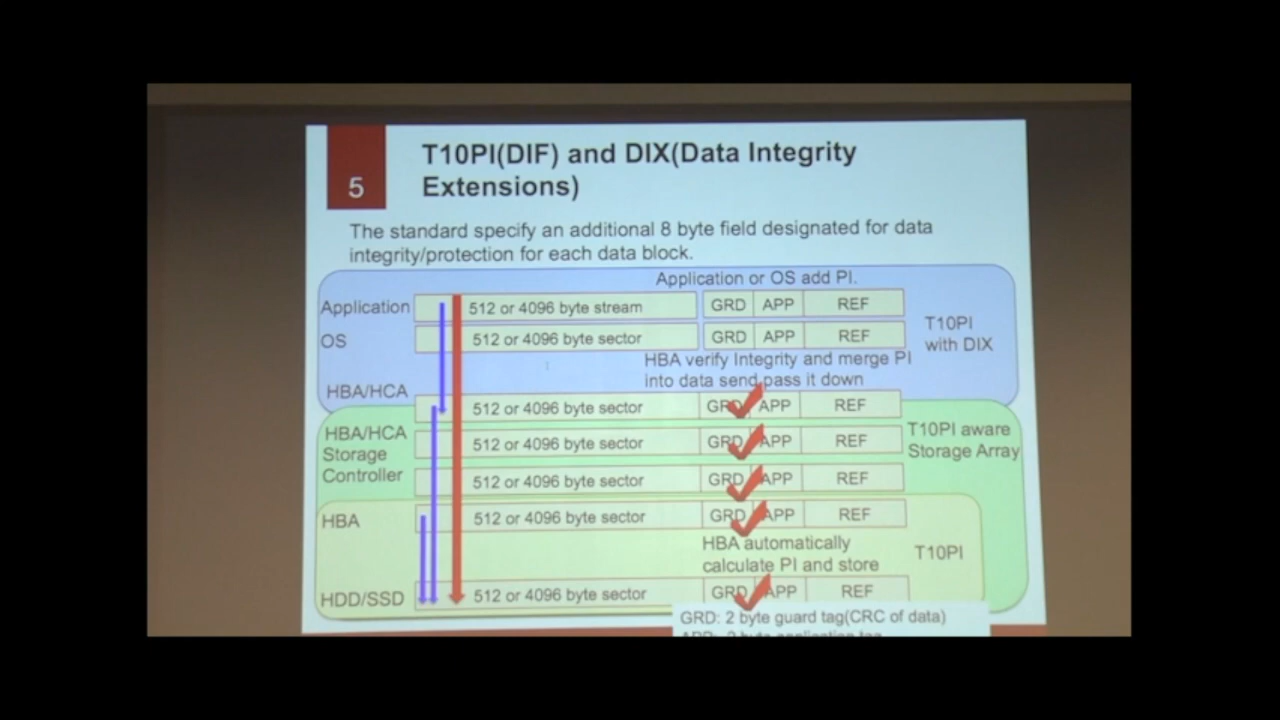 5
T10PI(DIF) and DIX(Data Integrity
Extensions)
The standard specify an additional 8 byte field designated for data
integrity/protection for each data block.
Application or OS add PI.
Application 512 or 4096 byte stream GRD APP REF
OS 512 or 4096 byte sector GRD APP REF
T10PI
with DIX
HBA verify Integrity and merge PI
into data send pass it down
HBA/HCA
512 or 4096 byte sector GRD APP REF
HBA/HCA
Storage
Controller
512 or 4096 byte sector GRD APP REF
T10PI aware
Storage Array
512 or 4096 byte sector GRD APP REF
HBA 512 or 4096 byte sector GRD APP REF
HBA automatically
calculate PI and store
T10PI
HDD/SSD 512 or 4096 byte sector GRD APP REF
GRD: 2 byte guard tag(CRC of data)